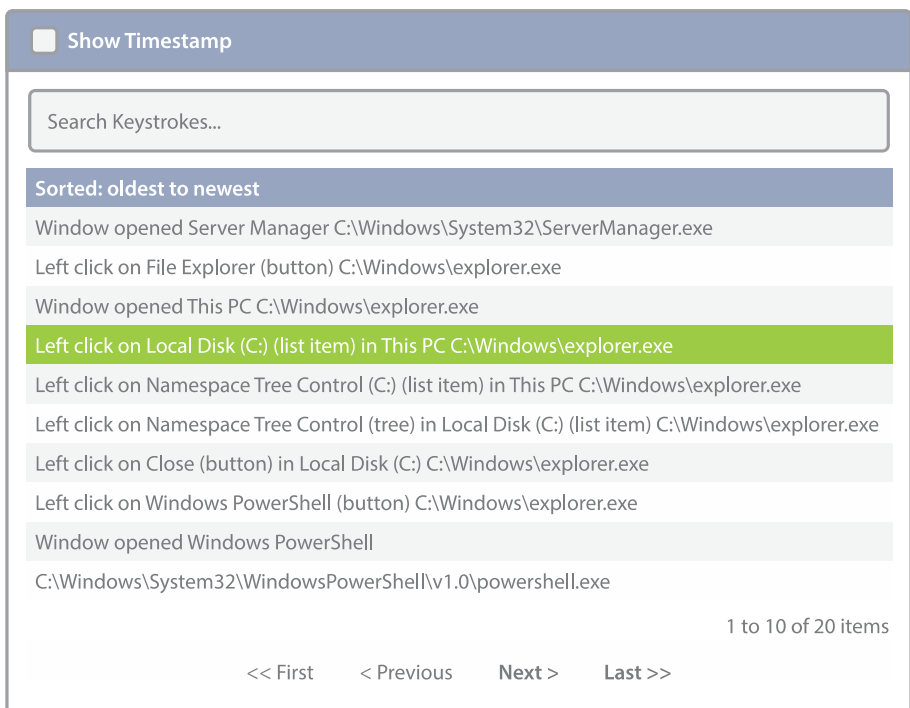 Show Timestamp
Search Keystrokes...
Sorted: oldest to newest
Window opened Server Manager C:\Windows\System32\ServerManager.exe
Left click on File Explorer (button) C:\Windows\explorer.exe
Window opened This PC C:\Windows\explorer.exe
Left click on Local Disk (C:) (list item) in This PC C:\Windows\explorer.exe
Left click on Namespace Tree Control (C:) (list item) in This PC C:\Windows\explorer.exe
Left click on Namespace Tree Control (tree) in Local Disk (C:) (list item) C:\Windows\explorer.exe
Left click on Close (button) in Local Disk (C:) C:\Windows\explorer.exe
Left click on Windows PowerShell (button) C:\Windows\explorer.exe
Window opened Windows PowerShell
C:\Windows\System32\WindowsPowerShell\v1.0\powershell.exe
1 to 10 of 20 items
<< First < Previous Next > Last >>